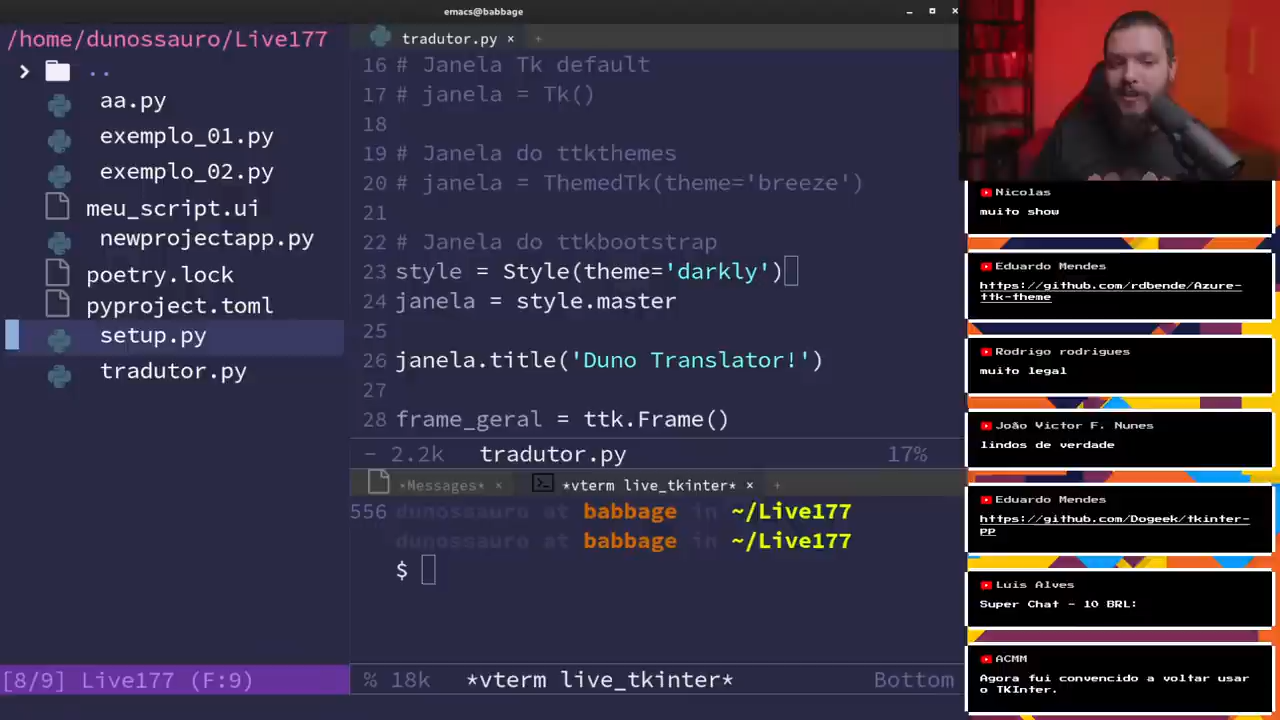 emacs@babbage
/home/dunossauro/Live177
..
aa.py
exemplo_01.py
exemplo_02.py
meu_script.ui
newprojectapp.py
poetry.lock
pyproject.toml
setup.py
tradutor.py
[8/9] Live177 (F:9)
tradutor.py × +
16 # Janela Tk default
17 # janela = Tk()
18
19 # Janela do ttkthemes
20 # janela = ThemedTk(theme='breeze')
21
22 # Janela do ttkbootstrap
23 style = Style(theme='darkly')
24 janela = style.master
25
26 janela.title('Duno Translator!')
27
28 frame_geral = ttk.Frame()
- 2.2k tradutor.py 17%
*Messages* × *vterm live_tkinter* × +
556 dunossauro at babbage in ~/Live177
dunossauro at babbage in ~/Live177
$
% 18k *vterm live_tkinter* Bottom
Nicolas
muito show
Eduardo Mendes
https://github.com/rdbende/Azure-
ttk-theme
Rodrigo rodrigues
muito legal
João Victor F. Nunes
lindos de verdade
Eduardo Mendes
https://github.com/Dogeek/tkinter-
pp
Luis Alves
Super Chat - 10 BRL:
ACMM
Agora fui convencido a voltar usar
o TKInter.